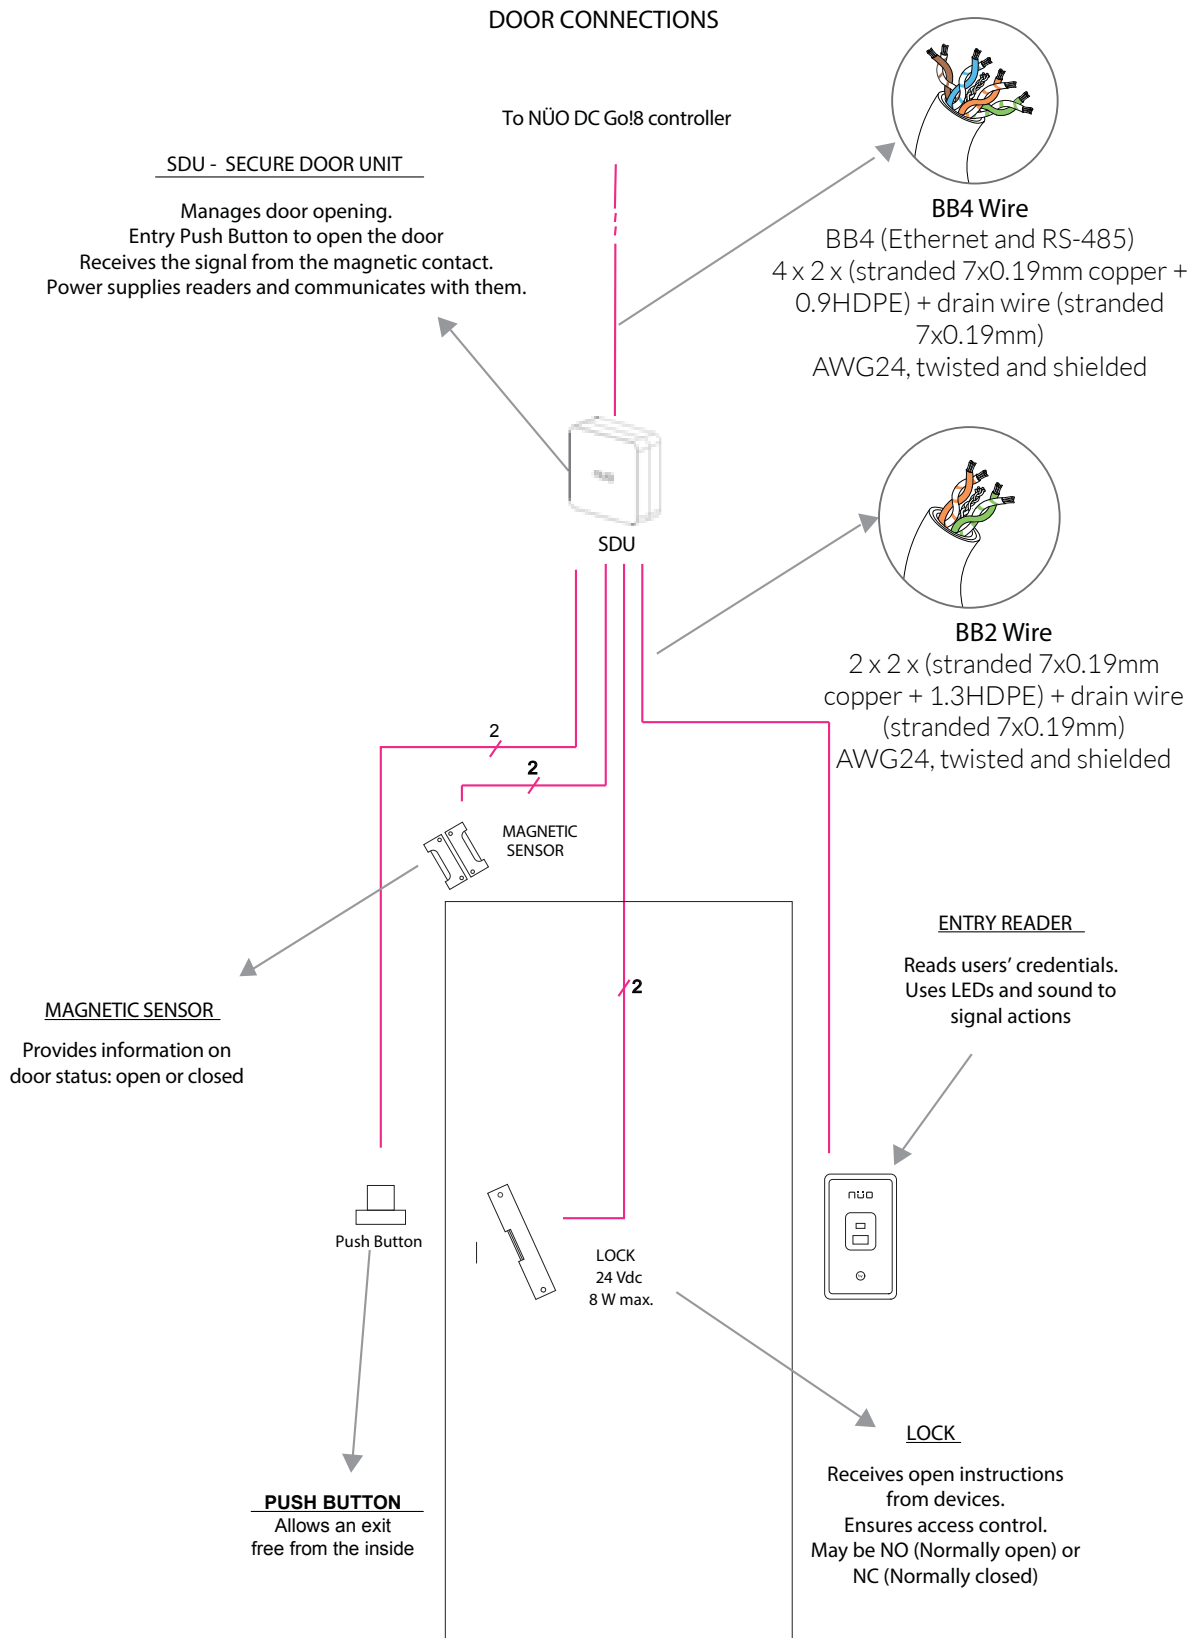 DOOR CONNECTIONS
To NÜO DC Go!8 controller
SDU - SECURE DOOR UNIT
Manages door opening.
Entry Push Button to open the door
Receives the signal from the magnetic contact.
Power supplies readers and communicates with them.
BB4 Wire
BB4 (Ethernet and RS-485)
4 x 2 x (stranded 7x0.19mm copper +
0.9HDPE) + drain wire (stranded
7x0.19mm)
AWG24, twisted and shielded
SDU
BB2 Wire
2 x 2 x (stranded 7x0.19mm
copper + 1.3HDPE) + drain wire
(stranded 7x0.19mm)
AWG24, twisted and shielded
2
2
MAGNETIC
SENSOR
2
ENTRY READER
Reads users’ credentials.
Uses LEDs and sound to
signal actions
MAGNETIC SENSOR
Provides information on
door status: open or closed
nüo
Push Button
LOCK
24 Vdc
8 W max.
LOCK
Receives open instructions
from devices.
Ensures access control.
May be NO (Normally open) or
NC (Normally closed)
PUSH BUTTON
Allows an exit
free from the inside